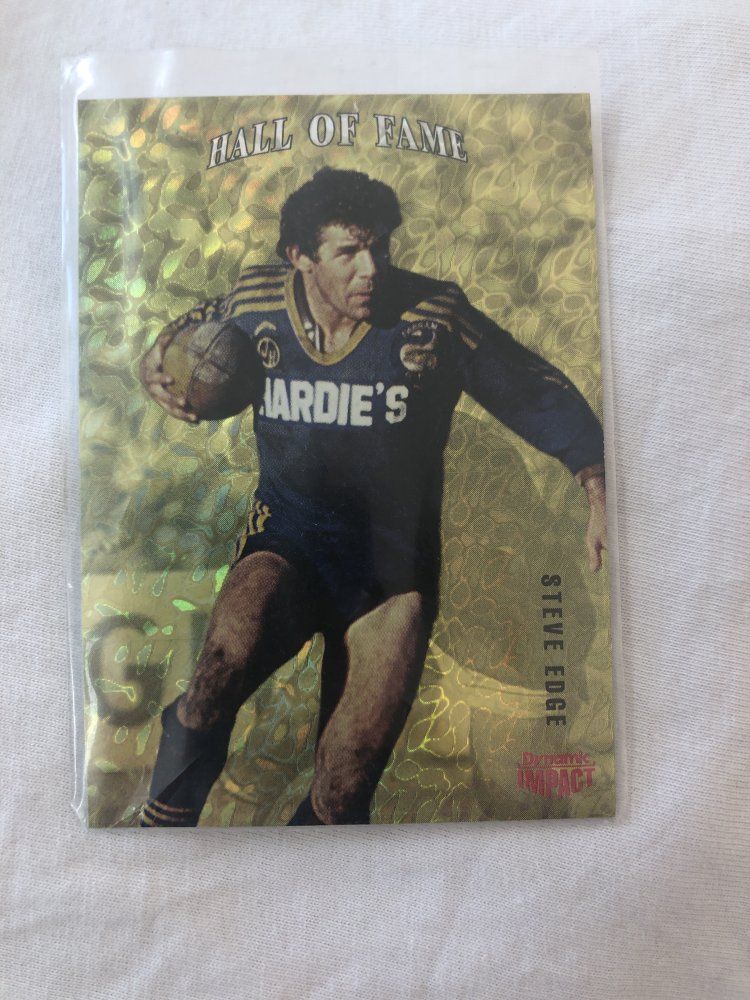 HALL OF FAME
HARDIE'S
STEVE EDGE
Dynamic
IMPACT
G